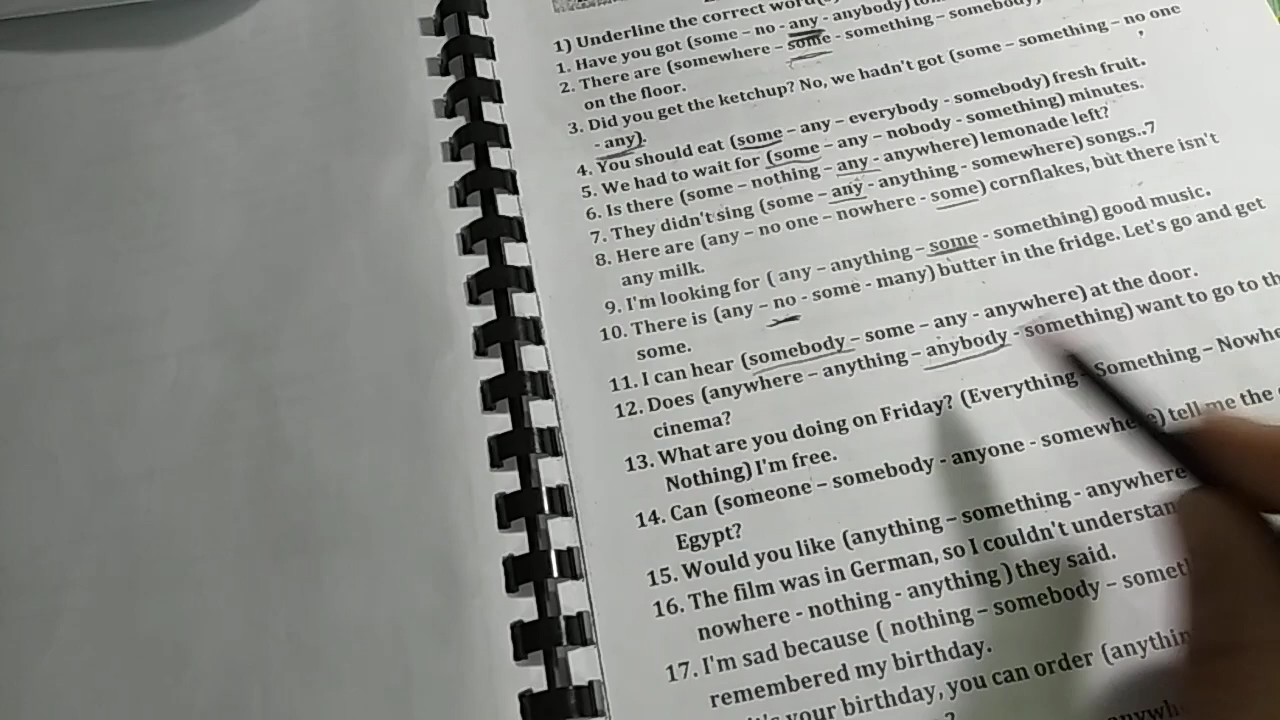 1) Underline the correct word
1. Have you got (some – no - any - anybody)
2. There are (somewhere – some – something – somebody
on the floor.
3. Did you get the ketchup? No, we hadn't got (some – something – no one
- any).
4. You should eat (some – any – everybody - somebody) fresh fruit.
5. We had to wait for (some – any – nobody - something) minutes.
6. Is there (some – nothing – any - anywhere) lemonade left?
7. They didn't sing (some – any - anything - somewhere) songs..7
8. Here are (any – no one – nowhere - some) cornflakes, but there isn't
any milk.
9. I'm looking for ( any – anything – some - something) good music.
10. There is (any – no - some - many) butter in the fridge. Let's go and get
some.
11. I can hear (somebody – some – any - anywhere) at the door.
12. Does (anywhere – anything – anybody - something) want to go to th
cinema?
13. What are you doing on Friday? (Everything - Something – Nowhe
Nothing) I'm free.
14. Can (someone – somebody - anyone - somewhere) tell me the
Egypt?
15. Would you like (anything – something - anywhere
16. The film was in German, so I couldn't understan
nowhere - nothing - anything ) they said.
17. I'm sad because ( nothing – somebody – somet
remembered my birthday.
it's your birthday, you can order (anythin